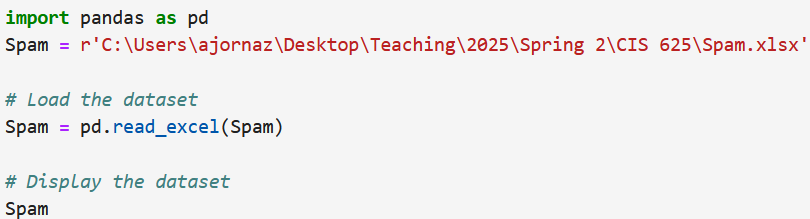 import pandas as pd
Spam = r'C:\Users\ajornaz\Desktop\Teaching\2025\Spring 2\CIS 625\Spam.xlsx'
# Load the dataset
Spam = pd.read_excel(Spam)
# Display the dataset
Spam